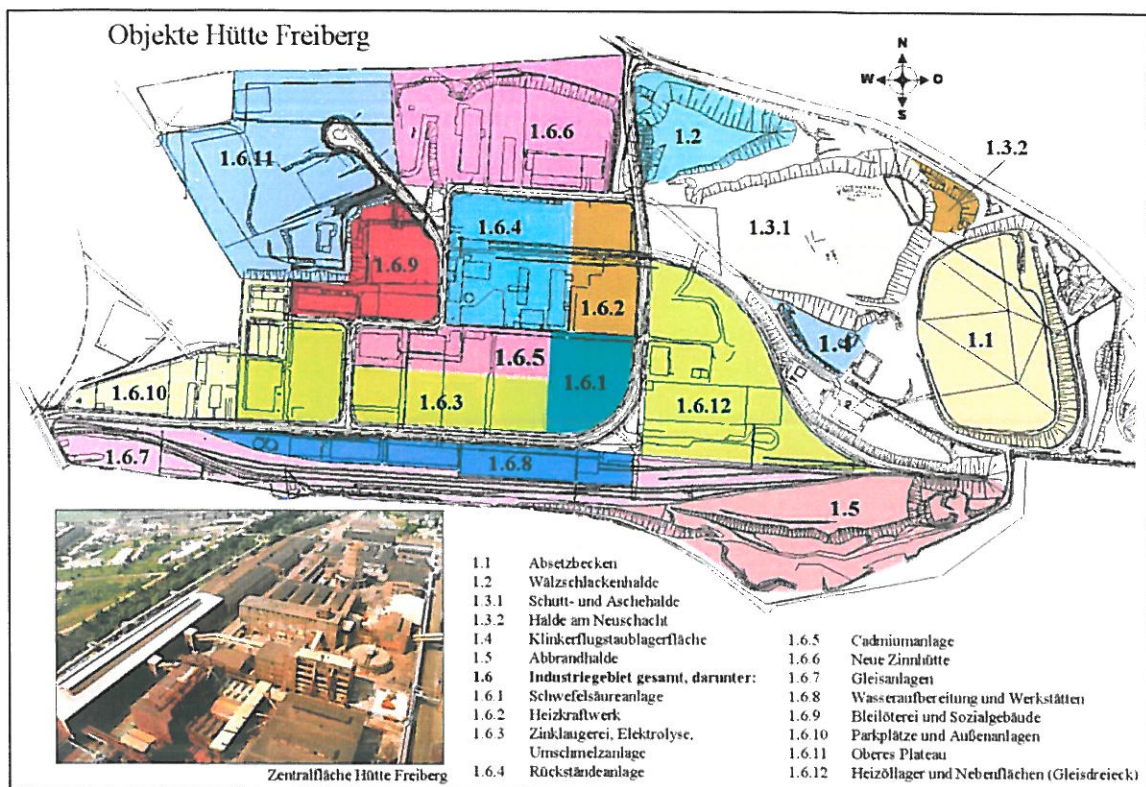 Objekte Hütte Freiberg
N
W O
S
1.6.11
1.6.6
1.2
1.3.2
1.6.4
1.3.1
1.6.9
1.6.2
1.6.5
1.4
1.1
1.6.1
1.6.10
1.6.3
1.6.12
1.6.7
1.6.8
1.5
Zentralfläche Hütte Freiberg
1.1 Absetzbecken
1.2 Wälzschlackenhalde
1.3.1 Schutt- und Aschehalde
1.3.2 Halde am Neuschacht
1.4 Klinkerflugstaublagerfläche
1.5 Abbrandhalde
1.6 Industriegebiet gesamt, darunter:
1.6.1 Schwefelsäureanlage
1.6.2 Heizkraftwerk
1.6.3 Zinklaugerei, Elektrolyse,
Umschmelzanlage
1.6.4 Rückständeanlage
1.6.5 Cadmiumanlage
1.6.6 Neue Zinnhütte
1.6.7 Gleisanlagen
1.6.8 Wasseraufbereitung und Werkstätten
1.6.9 Bleilöterei und Sozialgebäude
1.6.10 Parkplätze und Außenanlagen
1.6.11 Oberes Plateau
1.6.12 Heizöllager und Nebenflächen (Gleisdreieck)